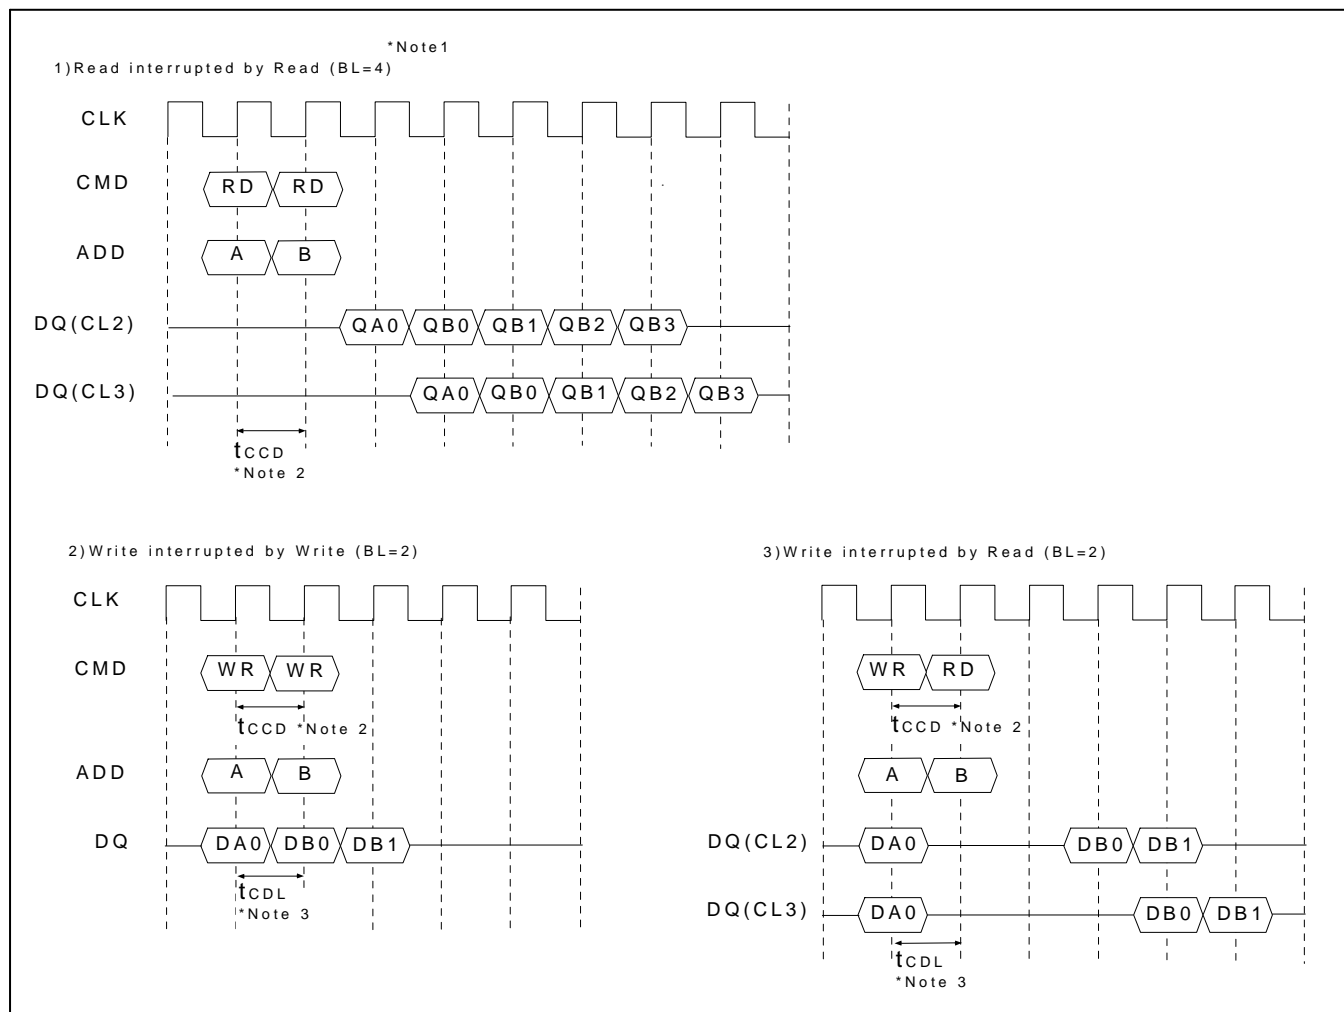 *Note1
1)Read interrupted by Read (BL=4)
CLK
CMD RD RD
ADD A B
DQ(CL2) QA0 QB0 QB1 QB2 QB3
DQ(CL3) QA0 QB0 QB1 QB2 QB3
tCCD
*Note 2
2)Write interrupted by Write (BL=2)
CLK
CMD WR WR
tCCD *Note 2
ADD A B
DQ DA0 DB0 DB1
tCDL
*Note 3
3)Write interrupted by Read (BL=2)
WR RD
tCCD *Note 2
A B
DQ(CL2) DA0 DB0 DB1
DQ(CL3) DA0 DB0 DB1
tCDL
*Note 3